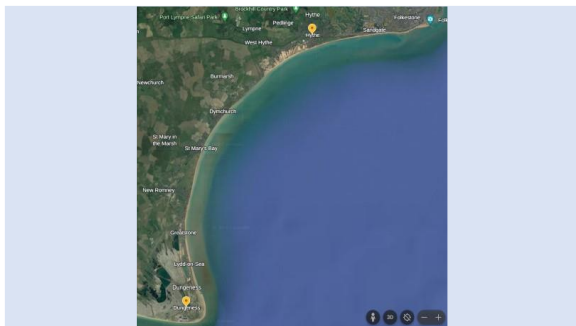 Brockhill Country Park
Port Lympne Safari Park
Hythe
Folkestone
Pedlinge
Lympne
Hythe
Sandgate
West Hythe
Burmarsh
Newchurch
Dymchurch
St Mary in
the Marsh
St Mary's Bay
New Romney
Greatstone
Lydd-on-Sea
Dungeness
Dungeness
3D